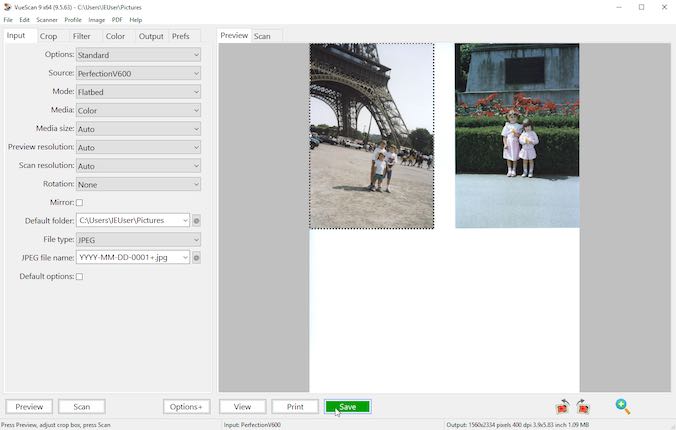 VueScan 9 x64 (9.5.63) - C:\Users\IEUser\Pictures
File Edit Scanner Profile Image PDF Help
Input Crop Filter Color Output Prefs
Preview Scan
Options: Standard
Source: PerfectionV600
Mode: Flatbed
Media: Color
Media size: Auto
Preview resolution: Auto
Scan resolution: Auto
Rotation: None
Mirror:
Default folder: C:\Users\IEUser\Pictures @
File type: JPEG
JPEG file name: YYYY-MM-DD-0001+.jpg @
Default options:
Preview Scan Options+ View Print Save
Press Preview, adjust crop box, press Scan
Input: PerfectionV600
Output: 1560x2334 pixels 400 dpi 3.9x5.83 inch 1.09 MB